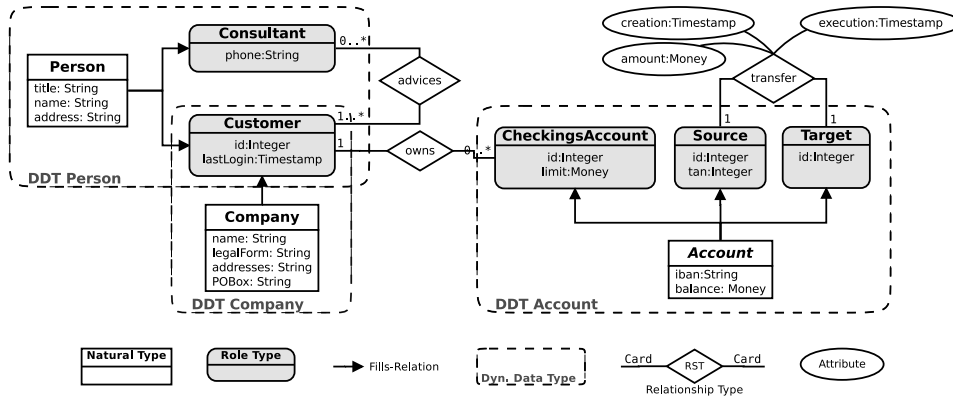 Consultant
phone:String
0..*
creation:Timestamp
execution:Timestamp
amount:Money
transfer
Person
title: String
name: String
address: String
advices
1..*
Customer
id:Integer
lastLogin:Timestamp
1
owns
0..*
CheckingsAccount
id:Integer
limit:Money
1
Source
id:Integer
tan:Integer
1
Target
id:Integer
DDT Person
Company
name: String
legalForm: String
addresses: String
POBox: String
DDT Company
Account
iban:String
balance: Money
DDT Account
Natural Type
Role Type
Fills-Relation
Dyn. Data Type
Card
RST
Card
Relationship Type
Attribute